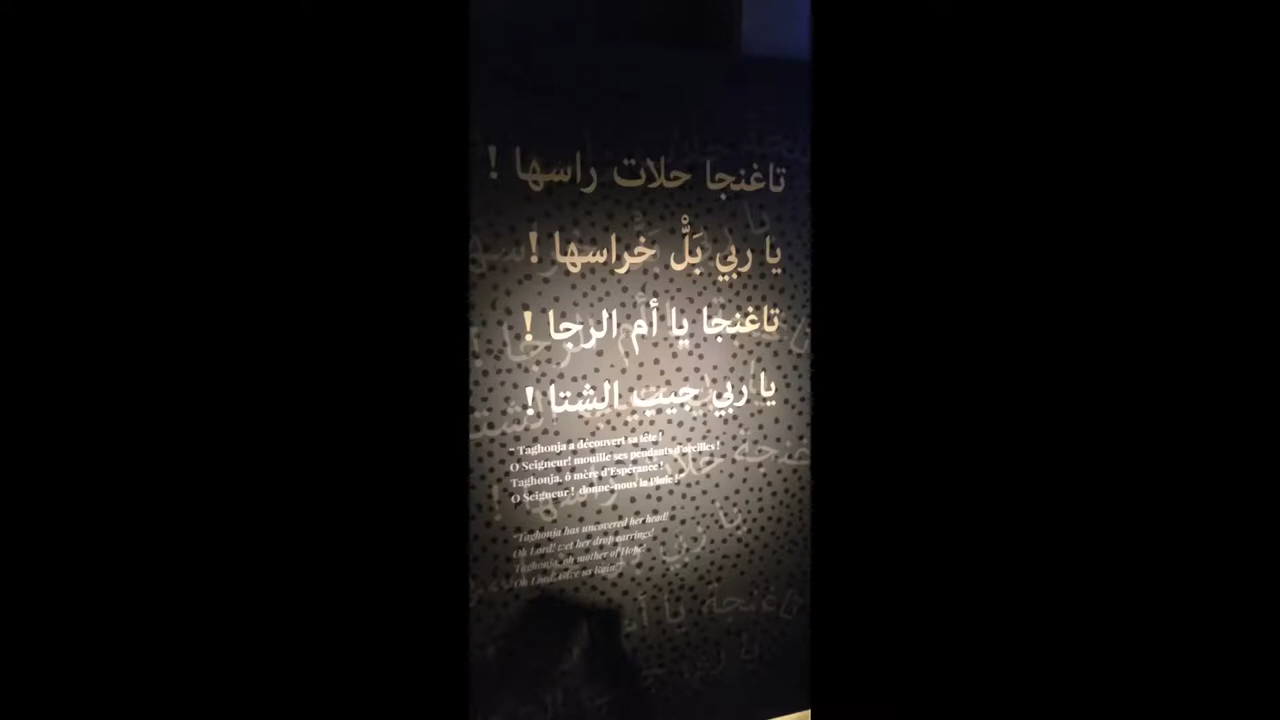 تاغنجا حلات راسها !
يا ربي بَلّْ خراسها !
تاغنجا يا أم الرجا !
يا ربي جيب الشتا !
“ Taghonja a découvert sa tête !
O Seigneur! mouille ses pendants d'oreilles !
Taghonja, ô mère d'Espérance !
O Seigneur ! donne-nous la Pluie !
“Taghonja has uncovered her head!
Oh Lord! wet her drop earrings!
Taghonja, oh mother of Hope!
Oh Lord! Give us Rain!”